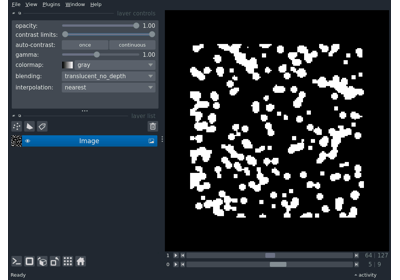 File View Plugins Window Help
layer controls
opacity: 1.00
contrast limits:
auto-contrast: once continuous
gamma: 1.00
colormap: gray
blending: translucent_no_depth
interpolation: nearest
layer list
Image
1 64 127
0 5 9
Ready activity